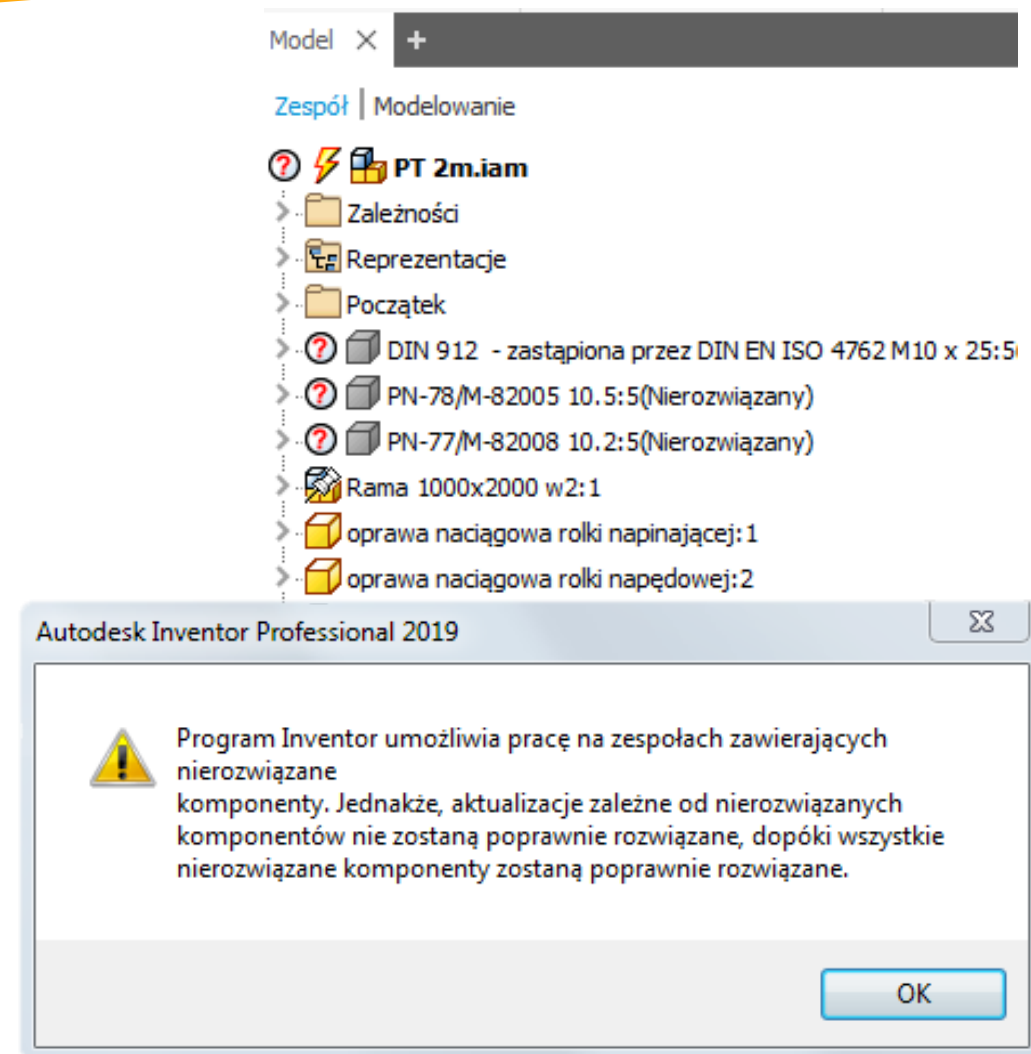 Model
Zespół | Modelowanie
PT 2m.iam
Zależności
Reprezentacje
Początek
DIN 912 - zastąpiona przez DIN EN ISO 4762 M10 x 25:5
PN-78/M-82005 10.5:5(Nierozwiązany)
PN-77/M-82008 10.2:5(Nierozwiązany)
Rama 1000x2000 w2:1
oprawa naciągowa rolki napinającej:1
oprawa naciągowa rolki napędowej:2
Autodesk Inventor Professional 2019
Program Inventor umożliwia pracę na zespołach zawierających
nierozwiązane
komponenty. Jednakże, aktualizacje zależne od nierozwiązanych
komponentów nie zostaną poprawnie rozwiązane, dopóki wszystkie
nierozwiązane komponenty zostaną poprawnie rozwiązane.
OK